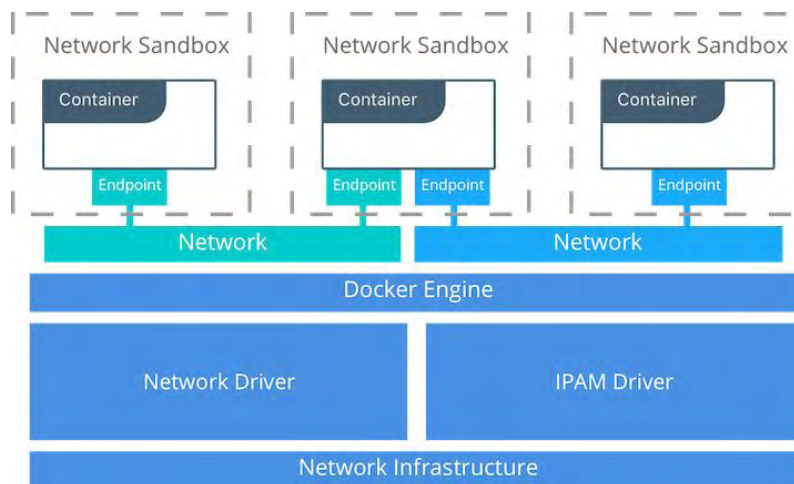 Network Sandbox
Network Sandbox
Network Sandbox
Container
Container
Container
Endpoint
Endpoint
Endpoint
Endpoint
Network
Network
Docker Engine
Network Driver
IPAM Driver
Network Infrastructure